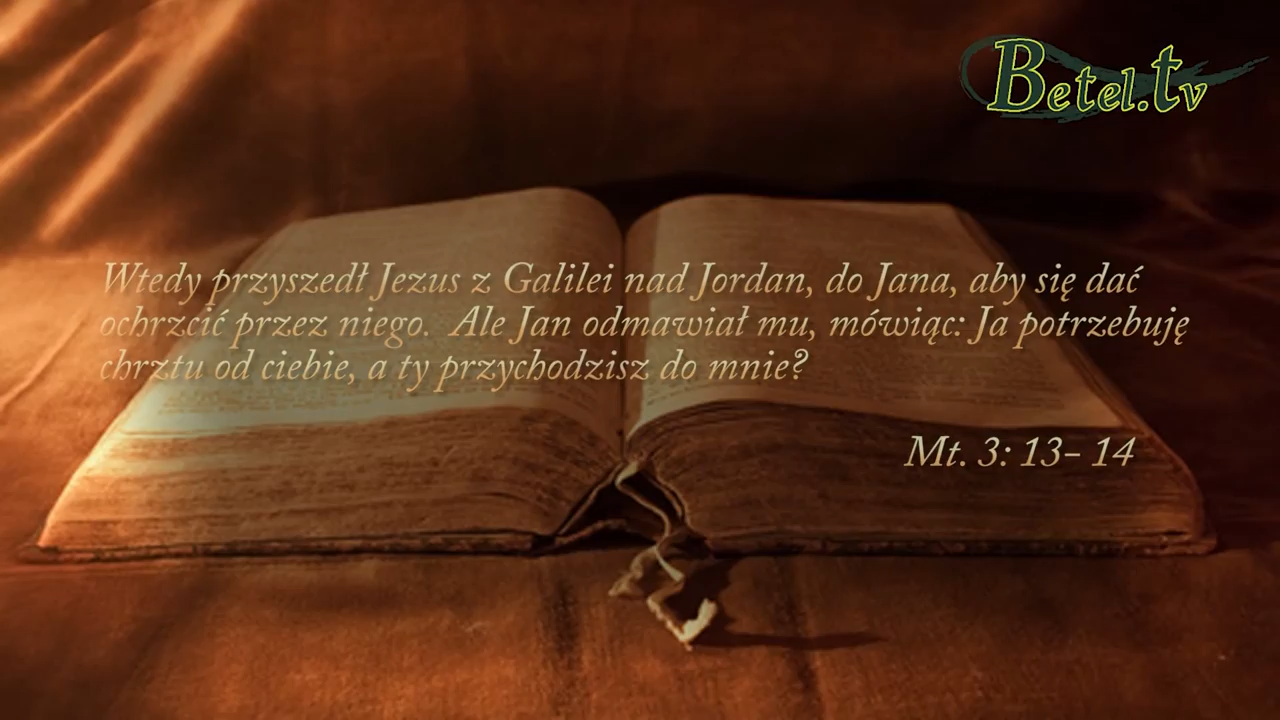 Betel.tv
Wtedy przyszedł Jezus z Galilei nad Jordan, do Jana, aby się dać
ochrzcić przez niego.  Ale Jan odmawiał mu, mówiąc: Ja potrzebuję
chrztu od ciebie, a ty przychodzisz do mnie?
Mt. 3: 13- 14